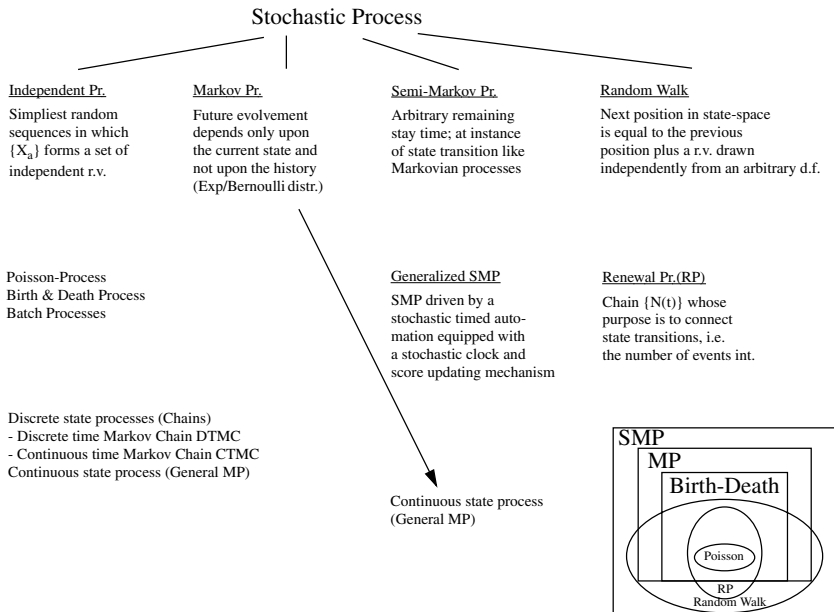 Stochastic Process
Independent Pr.
Simpliest random
sequences in which
{Xa} forms a set of
independent r.v.
Markov Pr.
Future evolvement
depends only upon
the current state and
not upon the history
(Exp/Bernoulli distr.)
Semi-Markov Pr.
Arbitrary remaining
stay time; at instance
of state transition like
Markovian processes
Random Walk
Next position in state-space
is equal to the previous
position plus a r.v. drawn
independently from an arbitrary d.f.
Poisson-Process
Birth & Death Process
Batch Processes
Generalized SMP
SMP driven by a
stochastic timed auto-
mation equipped with
a stochastic clock and
score updating mechanism
Renewal Pr.(RP)
Chain {N(t)} whose
purpose is to connect
state transitions, i.e.
the number of events int.
Discrete state processes (Chains)
- Discrete time Markov Chain DTMC
- Continuous time Markov Chain CTMC
Continuous state process (General MP)
Continuous state process
(General MP)
SMP
MP
Birth-Death
Poisson
RP
Random Walk